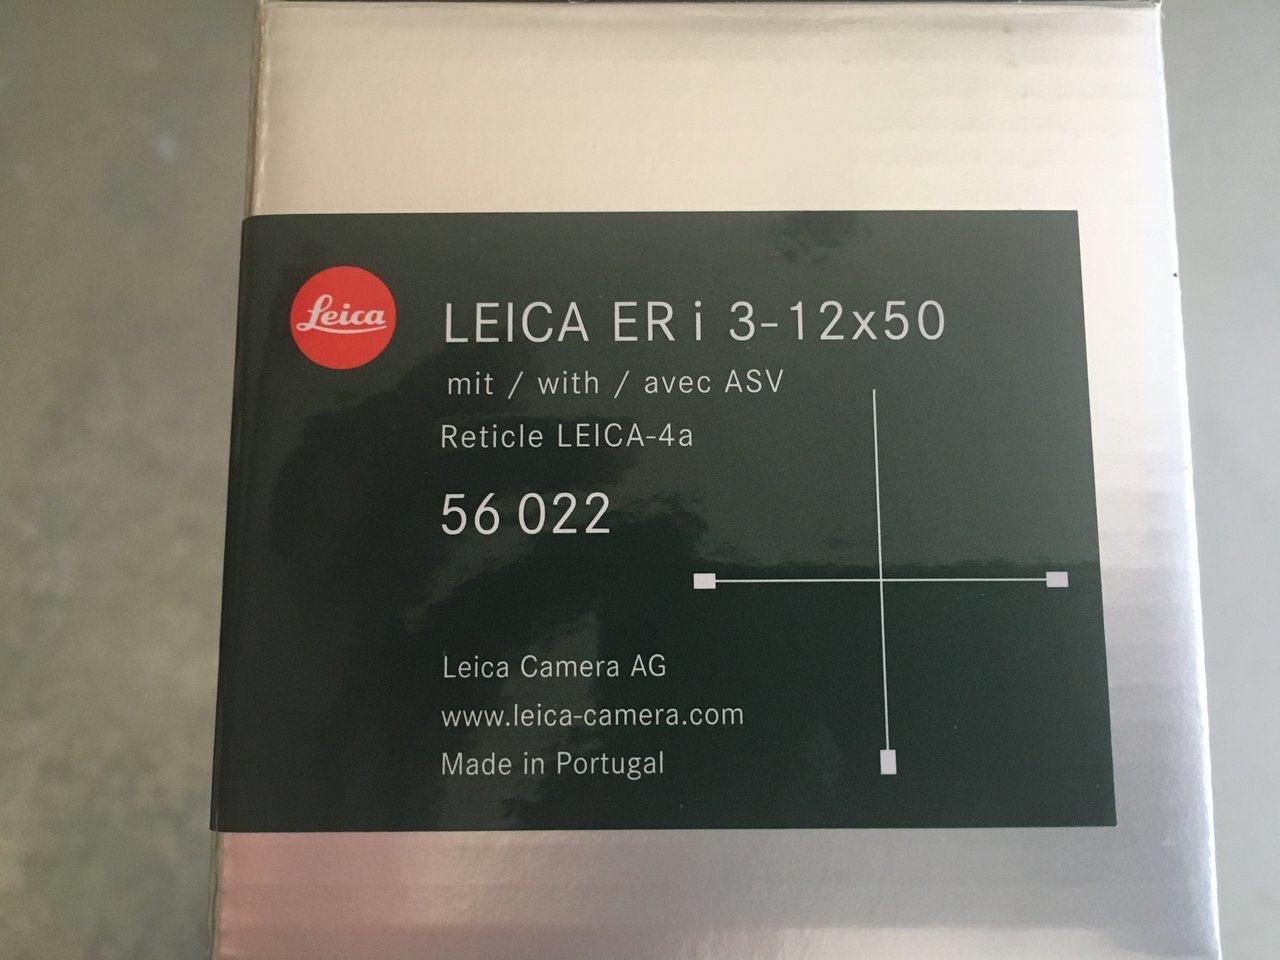 Leica
LEICA ER i 3-12x50
mit / with / avec ASV
Reticle LEICA-4a
56 022
Leica Camera AG
www.leica-camera.com
Made in Portugal